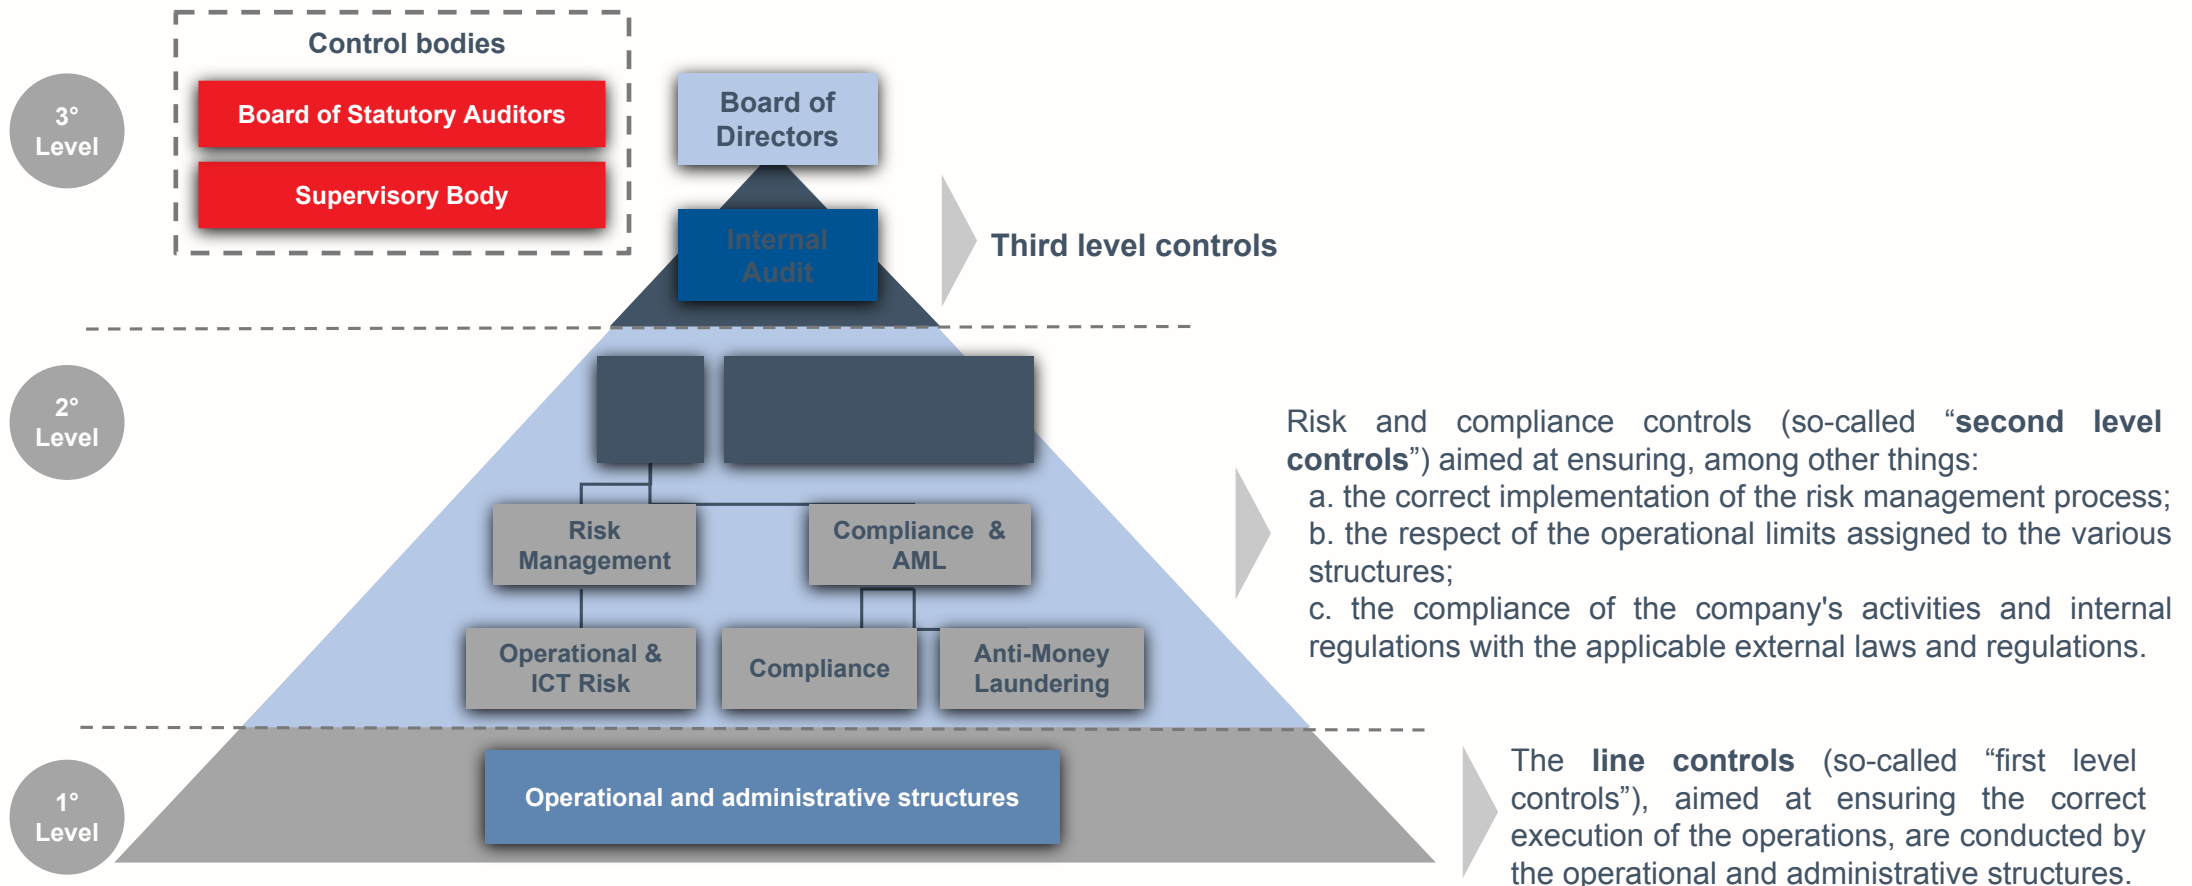 Control bodies
3°
Level
Board of Statutory Auditors
Supervisory Body
Board of
Directors
Internal
Audit
Third level controls
2°
Level
Risk
Management
Compliance &
AML
Operational &
ICT Risk
Compliance
Anti-Money
Laundering
Risk and compliance controls (so-called “second level
controls”) aimed at ensuring, among other things:
a. the correct implementation of the risk management process;
b. the respect of the operational limits assigned to the various
structures;
c. the compliance of the company's activities and internal
regulations with the applicable external laws and regulations.
1°
Level
Operational and administrative structures
The line controls (so-called “first level
controls”), aimed at ensuring the correct
execution of the operations, are conducted by
the operational and administrative structures.